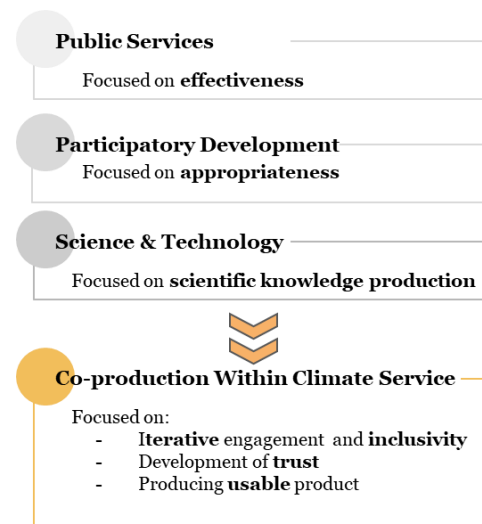 Public Services
Focused on effectiveness
Participatory Development
Focused on appropriateness
Science & Technology
Focused on scientific knowledge production
Co-production Within Climate Service
Focused on:
- Iterative engagement and inclusivity
- Development of trust
- Producing usable product